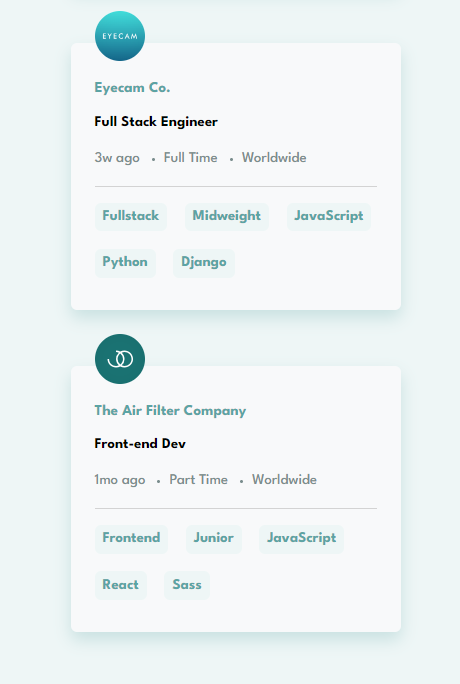 EYECAM
Eyecam Co.
Full Stack Engineer
3w ago • Full Time • Worldwide
Fullstack Midweight JavaScript
Python Django
The Air Filter Company
Front-end Dev
1mo ago • Part Time • Worldwide
Frontend Junior JavaScript
React Sass